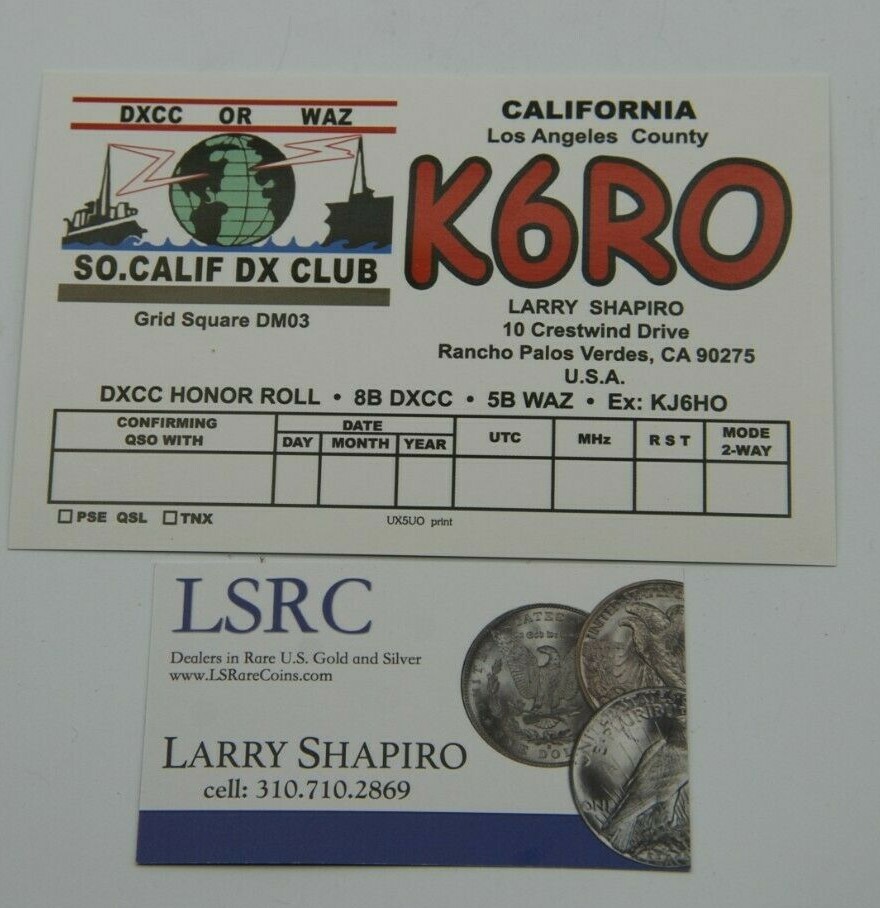 DXCC OR WAZ
SO.CALIF DX CLUB
Grid Square DM03
CALIFORNIA
Los Angeles County
K6RO
LARRY SHAPIRO
10 Crestwind Drive
Rancho Palos Verdes, CA 90275
U.S.A.
DXCC HONOR ROLL • 8B DXCC • 5B WAZ • Ex: KJ6HO
CONFIRMING
QSO WITH
DATE
DAY MONTH YEAR
UTC
MHz
R S T
MODE
2-WAY
PSE QSL TNX
UX5UO print
LSRC
Dealers in Rare U.S. Gold and Silver
www.LSRareCoins.com
LARRY SHAPIRO
cell: 310.710.2869